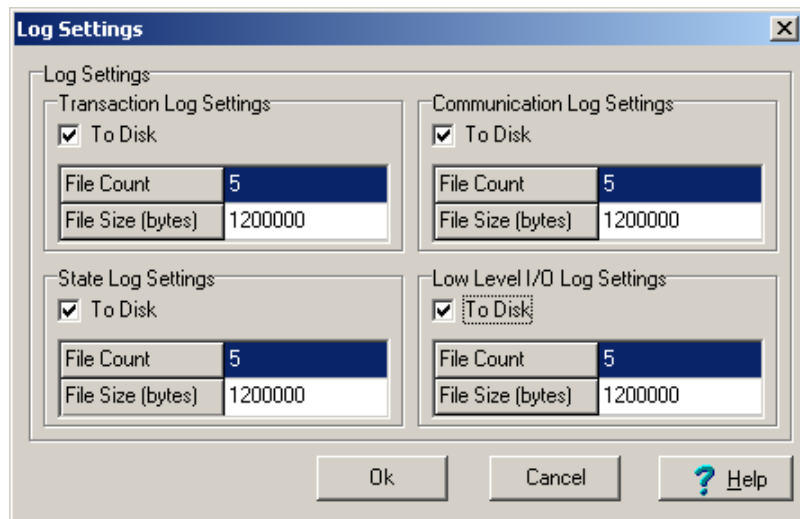 Log Settings
Log Settings
Transaction Log Settings
To Disk
File Count 5
File Size (bytes) 1200000
Communication Log Settings
To Disk
File Count 5
File Size (bytes) 1200000
State Log Settings
To Disk
File Count 5
File Size (bytes) 1200000
Low Level I/O Log Settings
To Disk
File Count 5
File Size (bytes) 1200000
Ok Cancel ? Help